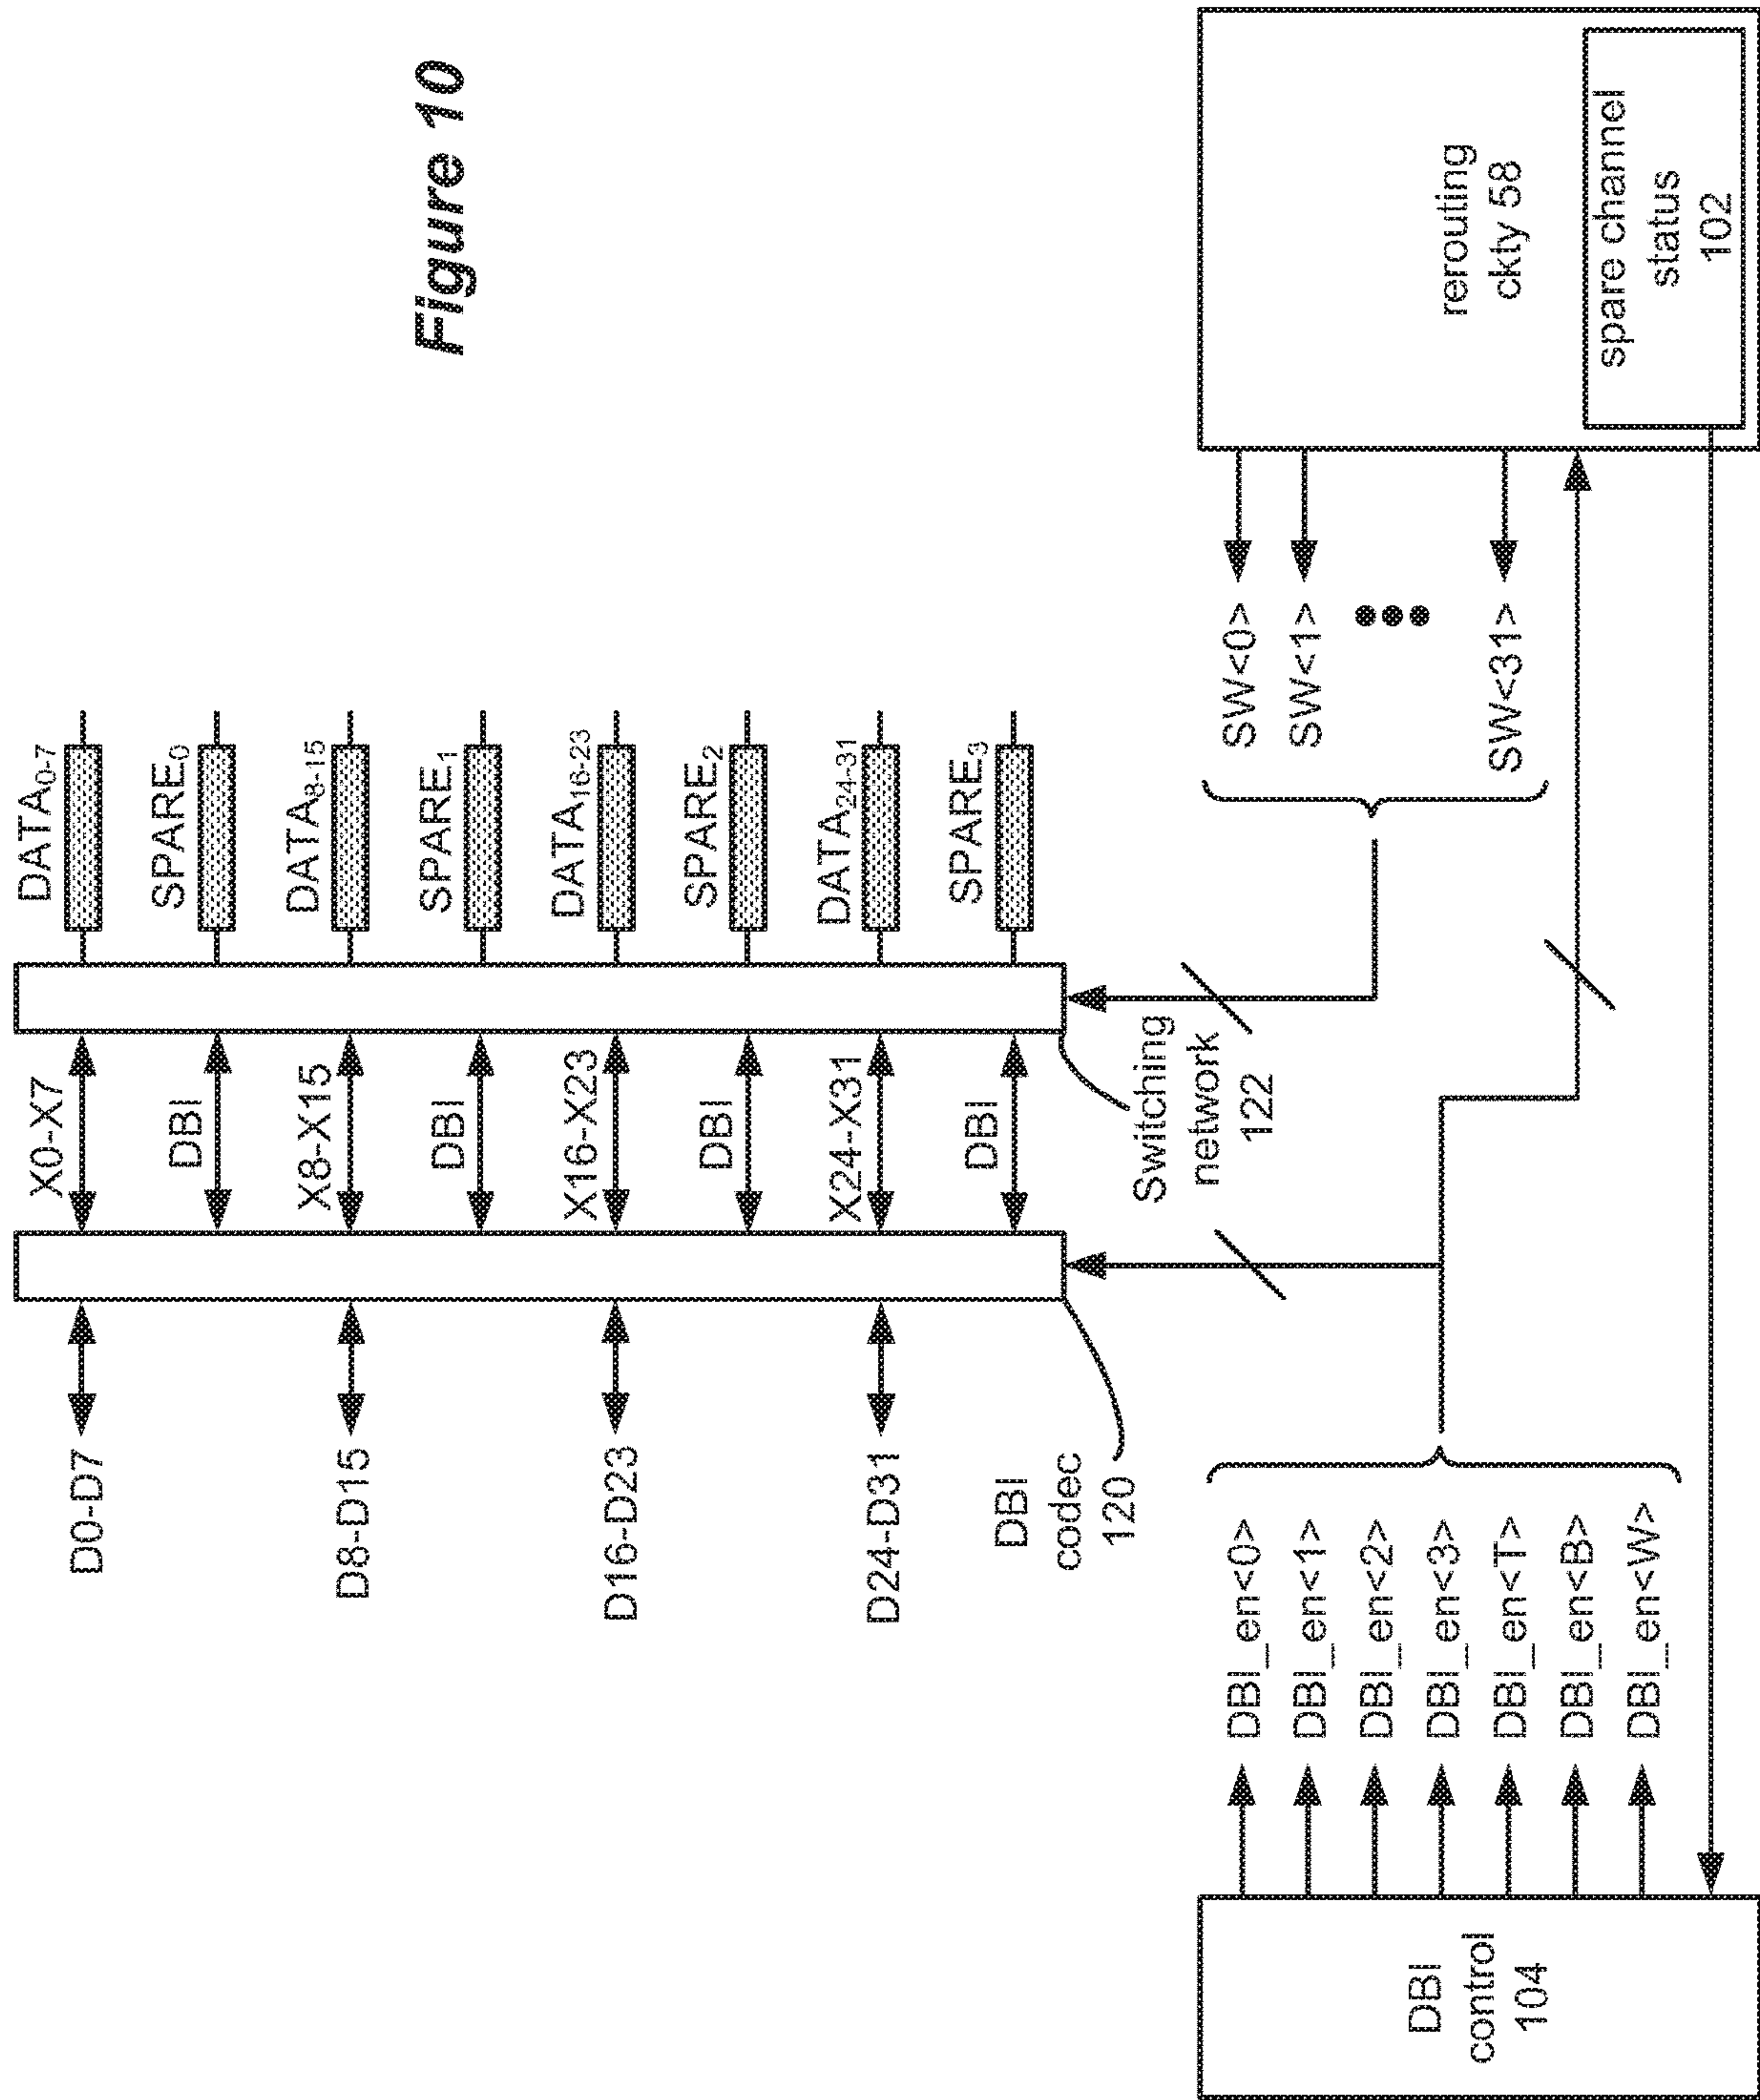 Figure 10
D0-D7
X0-X7
DATA0-7
DBI
SPARE0
D8-D15
X8-X15
DATA8-15
DBI
SPARE1
D16-D23
X16-X23
DATA16-23
DBI
SPARE2
D24-D31
X24-X31
DATA24-31
DBI
SPARE3
DBI
codec
120
Switching
network
122
DBI
control
104
DBI_en<0>
DBI_en<1>
DBI_en<2>
DBI_en<3>
DBI_en<T>
DBI_en<B>
DBI_en<W>
SW<0>
SW<1>
SW<31>
rerouting
ckty 58
spare channel
status
102